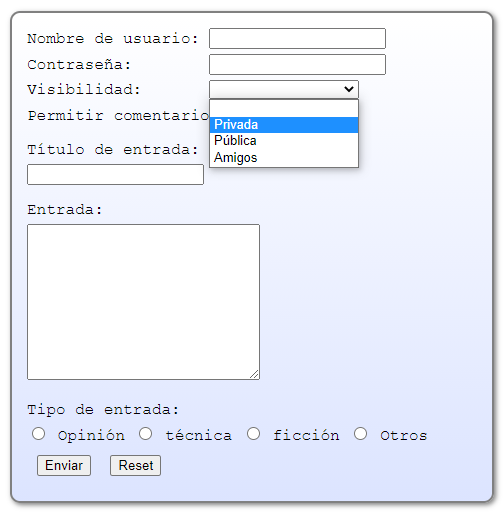 Nombre de usuario:
Contraseña:
Visibilidad:
Permitir comentario
Privada
Pública
Amigos
Título de entrada:
Entrada:
Tipo de entrada:
Opinión técnica ficción Otros
Enviar Reset